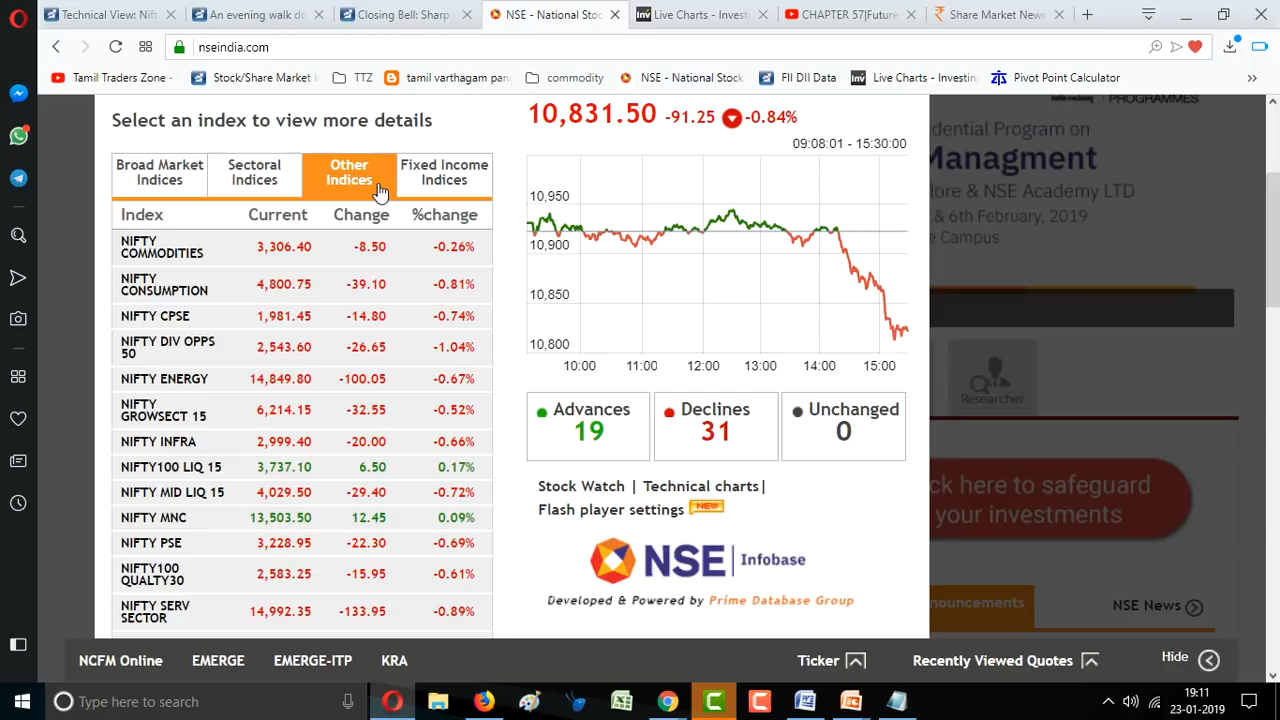 Technical View: Nift
An evening walk do
Closing Bell: Sharp
NSE - National Stoc
Live Charts - Investi
CHAPTER 57|Future
Share Market News
nseindia.com
Tamil Traders Zone -
Stock/Share Market
TTZ
tamil varthagam pan
commodity
NSE - National Stock
FII DII Data
Inv
Live Charts - Investing
Pivot Point Calculator
Select an index to view more details
10,831.50 -91.25 -0.84%
PROGRAMMES
09:08:01 - 15:30:00
Broad Market
Indices
Sectoral
Indices
Other
Indices
Fixed Income
Indices
Index Current Change %change
NIFTY
COMMODITIES 3,306.40 -8.50 -0.26%
NIFTY
CONSUMPTION 4,800.75 -39.10 -0.81%
NIFTY CPSE 1,981.45 -14.80 -0.74%
NIFTY DIV OPPS
50 2,543.60 -26.65 -1.04%
NIFTY ENERGY 14,849.80 -100.05 -0.67%
NIFTY
GROWSECT 15 6,214.15 -32.55 -0.52%
NIFTY INFRA 2,999.40 -20.00 -0.66%
NIFTY100 LIQ 15 3,737.10 6.50 0.17%
NIFTY MID LIQ 15 4,029.50 -29.40 -0.72%
NIFTY MNC 13,503.50 12.45 0.09%
NIFTY PSE 3,228.95 -22.30 -0.69%
NIFTY100
QUALTY30 2,583.25 -15.95 -0.61%
NIFTY SERV
SECTOR 14,992.35 -133.95 -0.89%
10,950
10,900
10,850
10,800
10:00 11:00 12:00 13:00 14:00 15:00
Advances
19
Declines
31
Unchanged
0
Stock Watch | Technical charts|
Flash player settings NEW
NSE | Infobase
Developed & Powered by Prime Database Group
dential Program on
Managment
lore & NSE Academy LTD
& 6th February, 2019
e Campus
Researcher
ck here to safeguard
your investments
nouncements
NSE News
NCFM Online EMERGE EMERGE-ITP KRA
Ticker
Recently Viewed Quotes
Hide
Type here to search
19:11
23-01-2019